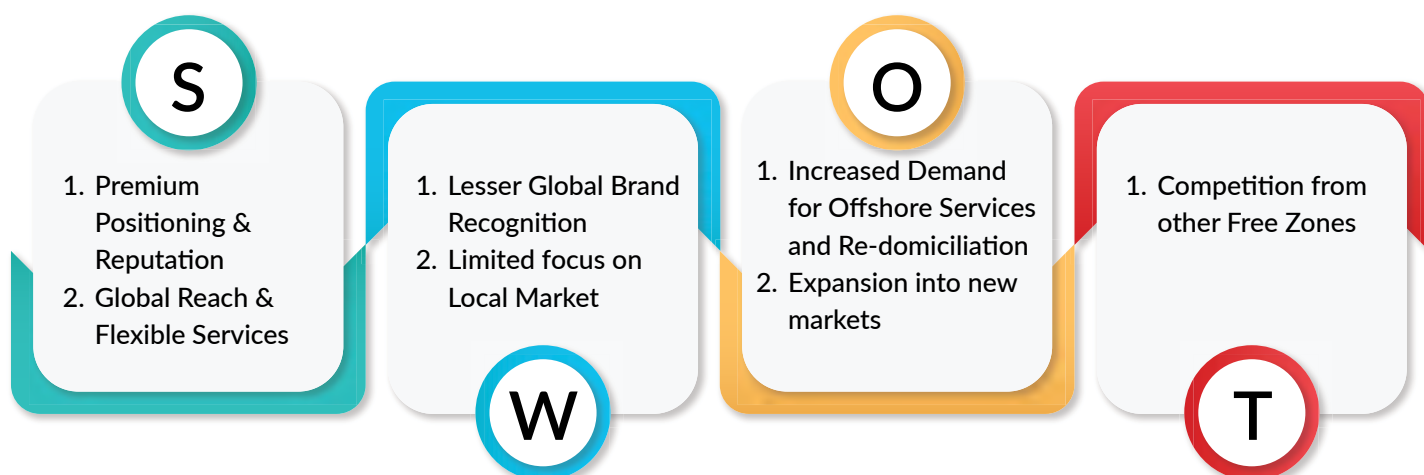 S
1. Premium
Positioning &
Reputation
2. Global Reach &
Flexible Services
1. Lesser Global Brand
Recognition
2. Limited focus on
Local Market
W
O
1. Increased Demand
for Offshore Services
and Re-domiciliation
2. Expansion into new
markets
1. Competition from
other Free Zones
T